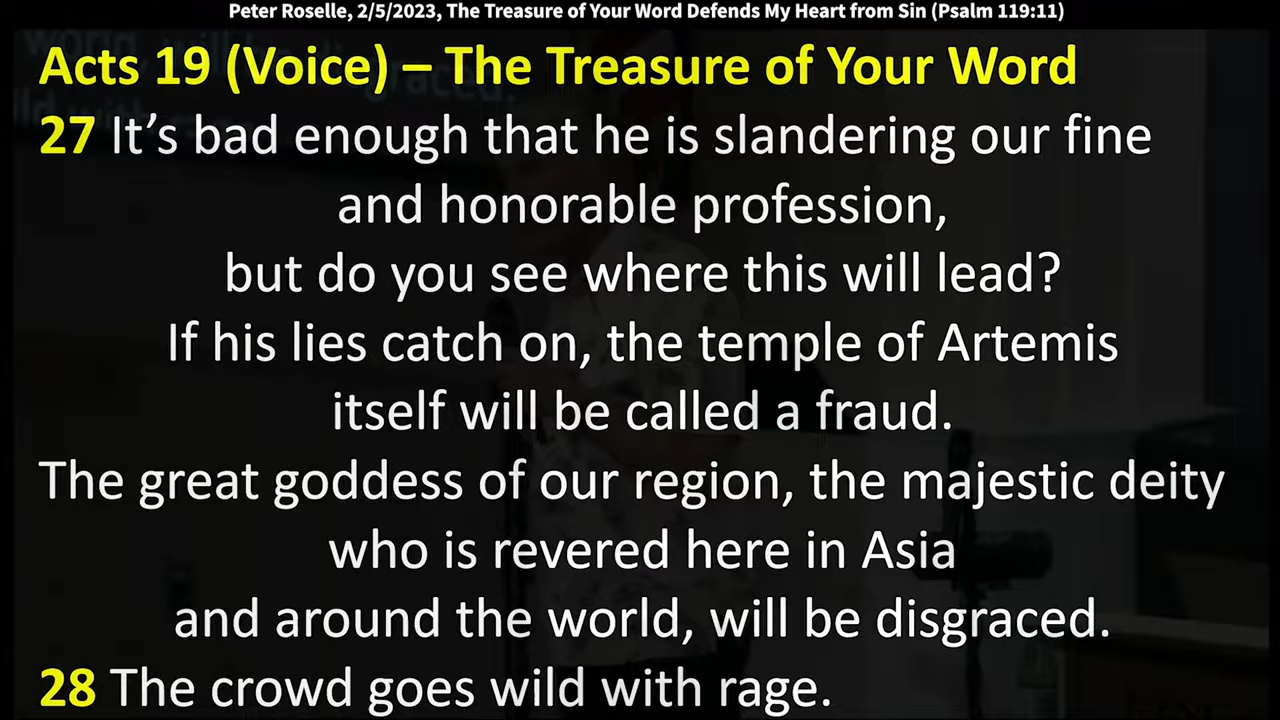 Peter Roselle, 2/5/2023, The Treasure of Your Word Defends My Heart from Sin (Psalm 119:11)
Acts 19 (Voice) – The Treasure of Your Word
27 It’s bad enough that he is slandering our fine
and honorable profession,
but do you see where this will lead?
If his lies catch on, the temple of Artemis
itself will be called a fraud.
The great goddess of our region, the majestic deity
who is revered here in Asia
and around the world, will be disgraced.
28 The crowd goes wild with rage.